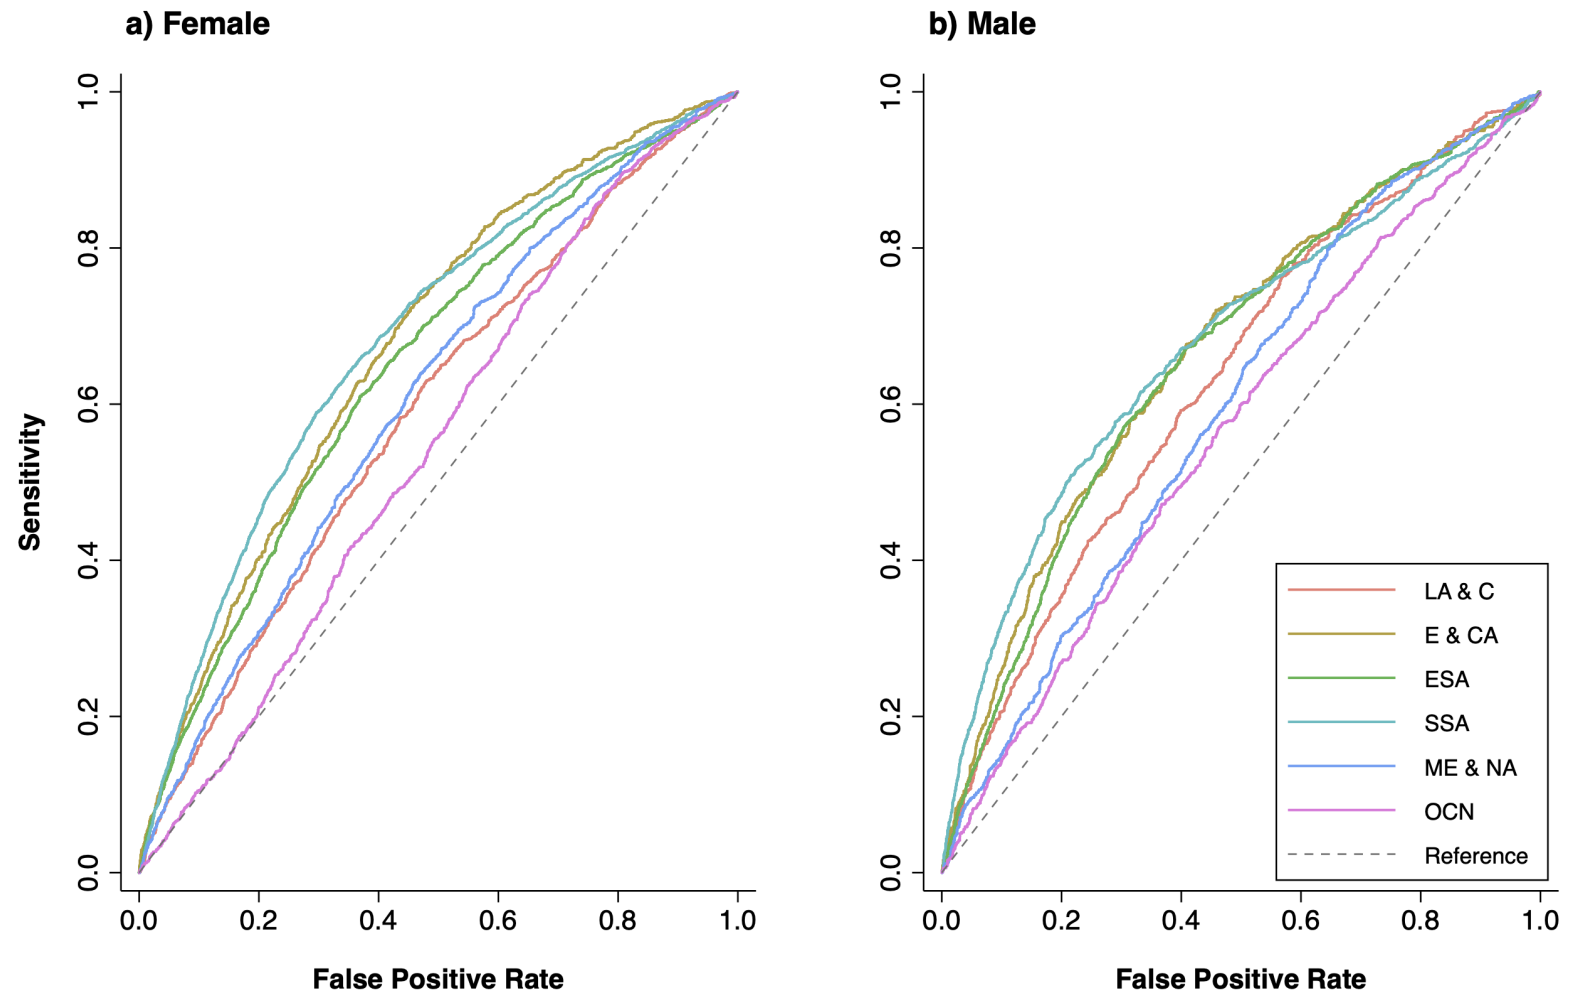 a) Female
b) Male
Sensitivity
1.0
0.8
0.6
0.4
0.2
0.0
0.0 0.2 0.4 0.6 0.8 1.0
False Positive Rate
1.0
0.8
0.6
0.4
0.2
0.0
0.0 0.2 0.4 0.6 0.8 1.0
False Positive Rate
LA & C
E & CA
ESA
SSA
ME & NA
OCN
Reference